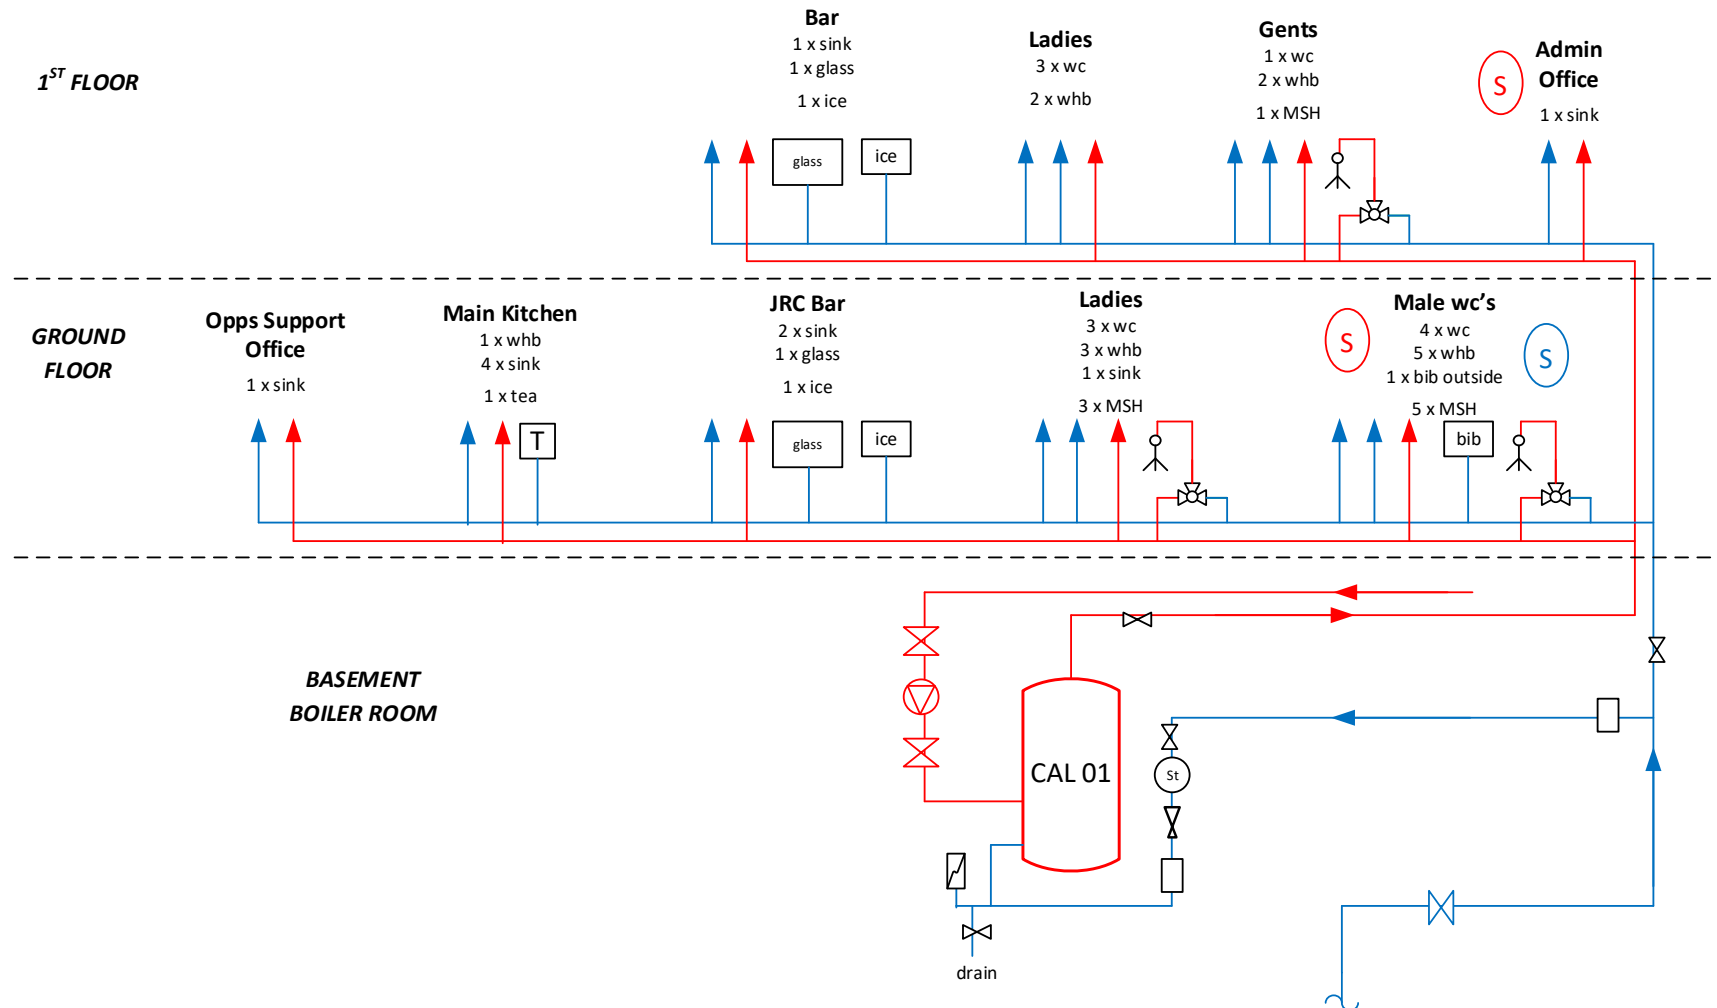 1ST FLOOR
Bar
1 x sink
1 x glass
1 x ice
glass
ice
Ladies
3 x wc
2 x whb
Gents
1 x wc
2 x whb
1 x MSH
S
Admin
Office
1 x sink
GROUND
FLOOR
Opps Support
Office
1 x sink
Main Kitchen
1 x whb
4 x sink
1 x tea
T
JRC Bar
2 x sink
1 x glass
1 x ice
glass
ice
Ladies
3 x wc
3 x whb
1 x sink
3 x MSH
S
Male wc's
4 x wc
5 x whb
1 x bib outside
5 x MSH
S
bib
BASEMENT
BOILER ROOM
CAL 01
St
drain